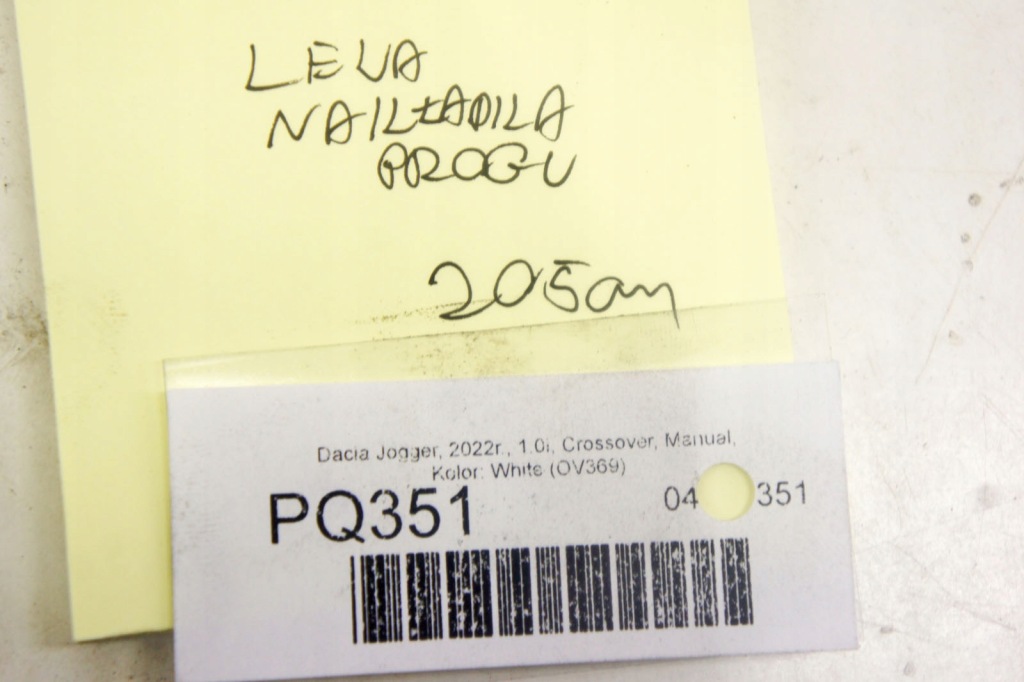 LEVA
NAKŁADKA
PROGU
205cm
Dacia Jogger, 2022r., 1.0i, Crossover, Manual,
Kolor: White (OV369)
PQ351
04 351